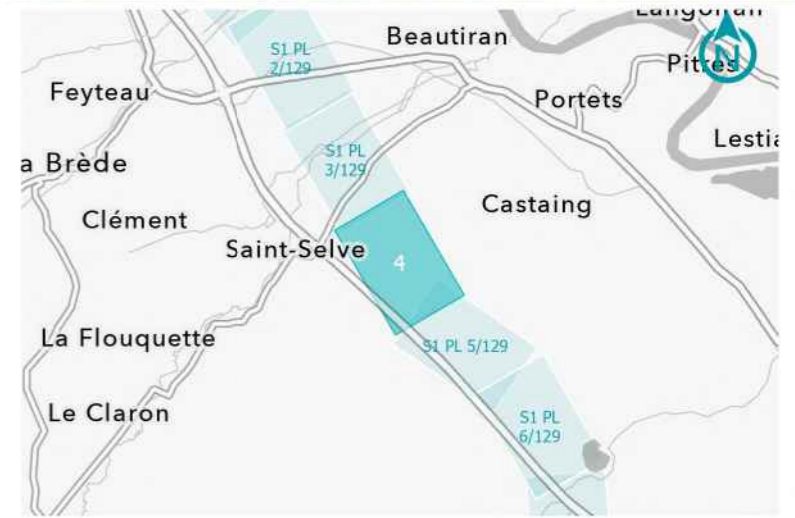 Langoiran
Beautiran
N
Pitres
S1 PL
2/129
Feyteau
Portets
S1 PL
3/129
a Brède
Castaing
Clément
Saint-Selve
4
La Flouquette
S1 PL 5/129
Le Claron
S1 PL
6/129